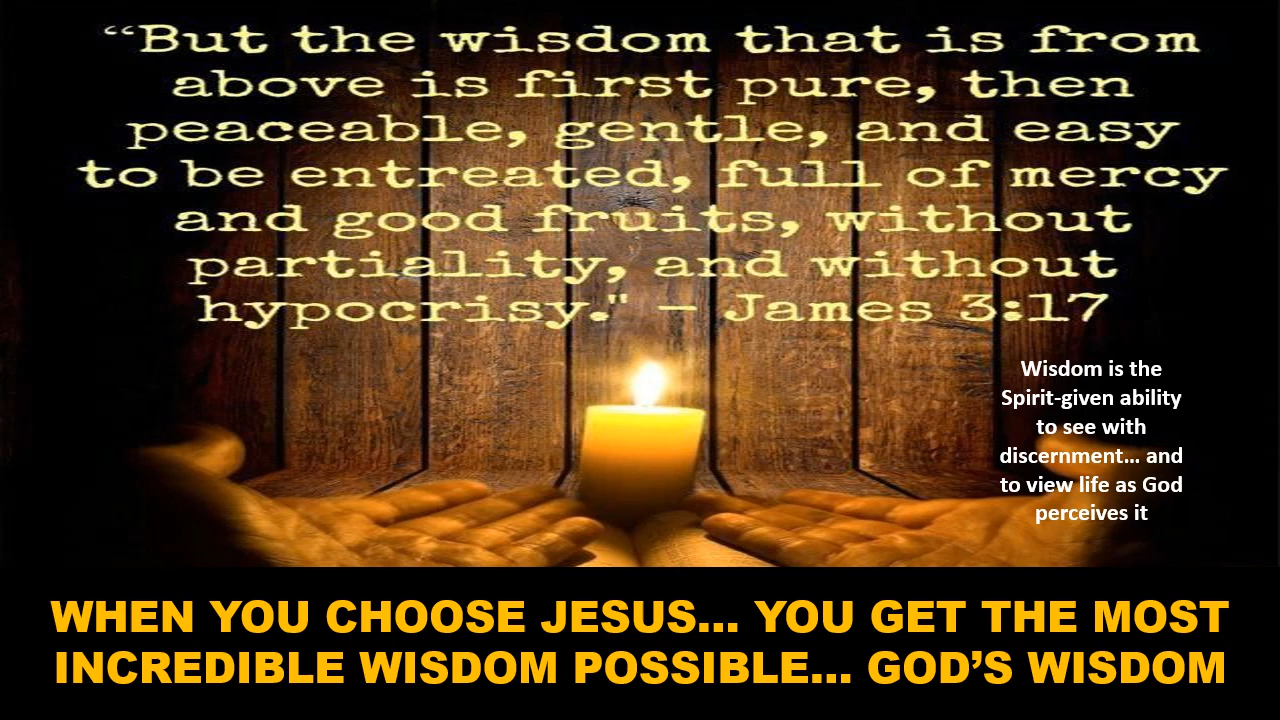 “But the wisdom that is from
above is first pure, then
peaceable, gentle, and easy
to be entreated, full of mercy
and good fruits, without
partiality, and without
hypocrisy." – James 3:17
Wisdom is the
Spirit-given ability
to see with
discernment... and
to view life as God
perceives it
WHEN YOU CHOOSE JESUS... YOU GET THE MOST
INCREDIBLE WISDOM POSSIBLE... GOD’S WISDOM